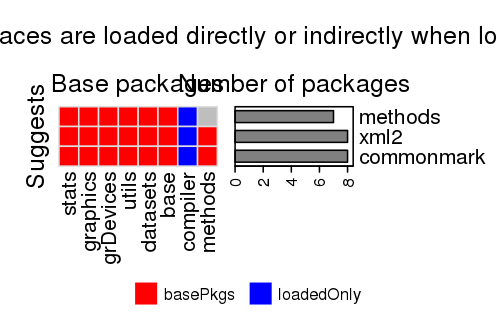 aces are loaded directly or indirectly when lo
Base packages
Number of packages
Suggests
methods
xml2
commonmark
0 2 4 6 8
stats
graphics
grDevices
utils
datasets
base
compiler
methods
basePkgs
loadedOnly